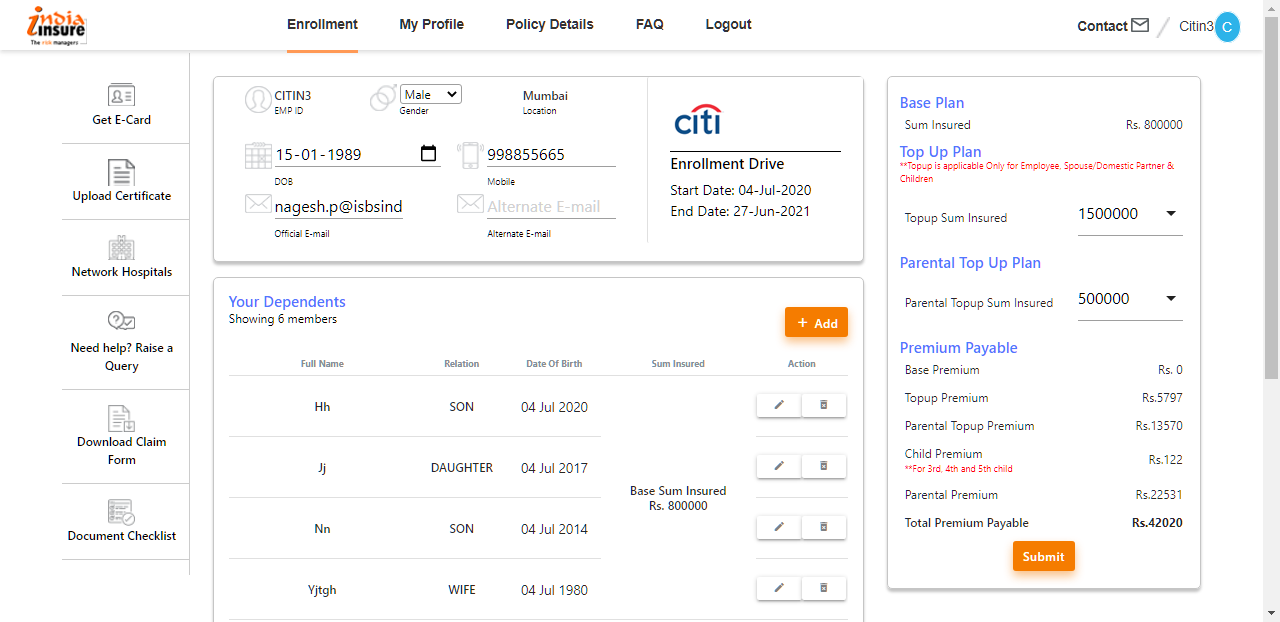 india
insure
The risk managers
Enrollment
My Profile
Policy Details
FAQ
Logout
Contact
Citin3
C
Get E-Card
Upload Certificate
Network Hospitals
Need help? Raise a
Query
Download Claim
Form
Document Checklist
CITIN3
EMP ID
Male
Gender
Mumbai
Location
15-01-1989
DOB
998855665
Mobile
nagesh.p@isbsind
Official E-mail
Alternate E-mail
Alternate E-mail
citi
Enrollment Drive
Start Date: 04-Jul-2020
End Date: 27-Jun-2021
Your Dependents
Showing 6 members
+ Add
Full Name Relation Date Of Birth Sum Insured Action
Hh SON 04 Jul 2020
Jj DAUGHTER 04 Jul 2017
Base Sum Insured
Rs. 800000
Nn SON 04 Jul 2014
Yjtgh WIFE 04 Jul 1980
Base Plan
Sum Insured Rs. 800000
Top Up Plan
**Topup is applicable Only for Employee, Spouse/Domestic Partner &
Children
Topup Sum Insured 1500000
Parental Top Up Plan
Parental Topup Sum Insured 500000
Premium Payable
Base Premium Rs. 0
Topup Premium Rs.5797
Parental Topup Premium Rs.13570
Child Premium Rs.122
**For 3rd, 4th and 5th child
Parental Premium Rs.22531
Total Premium Payable Rs.42020
Submit